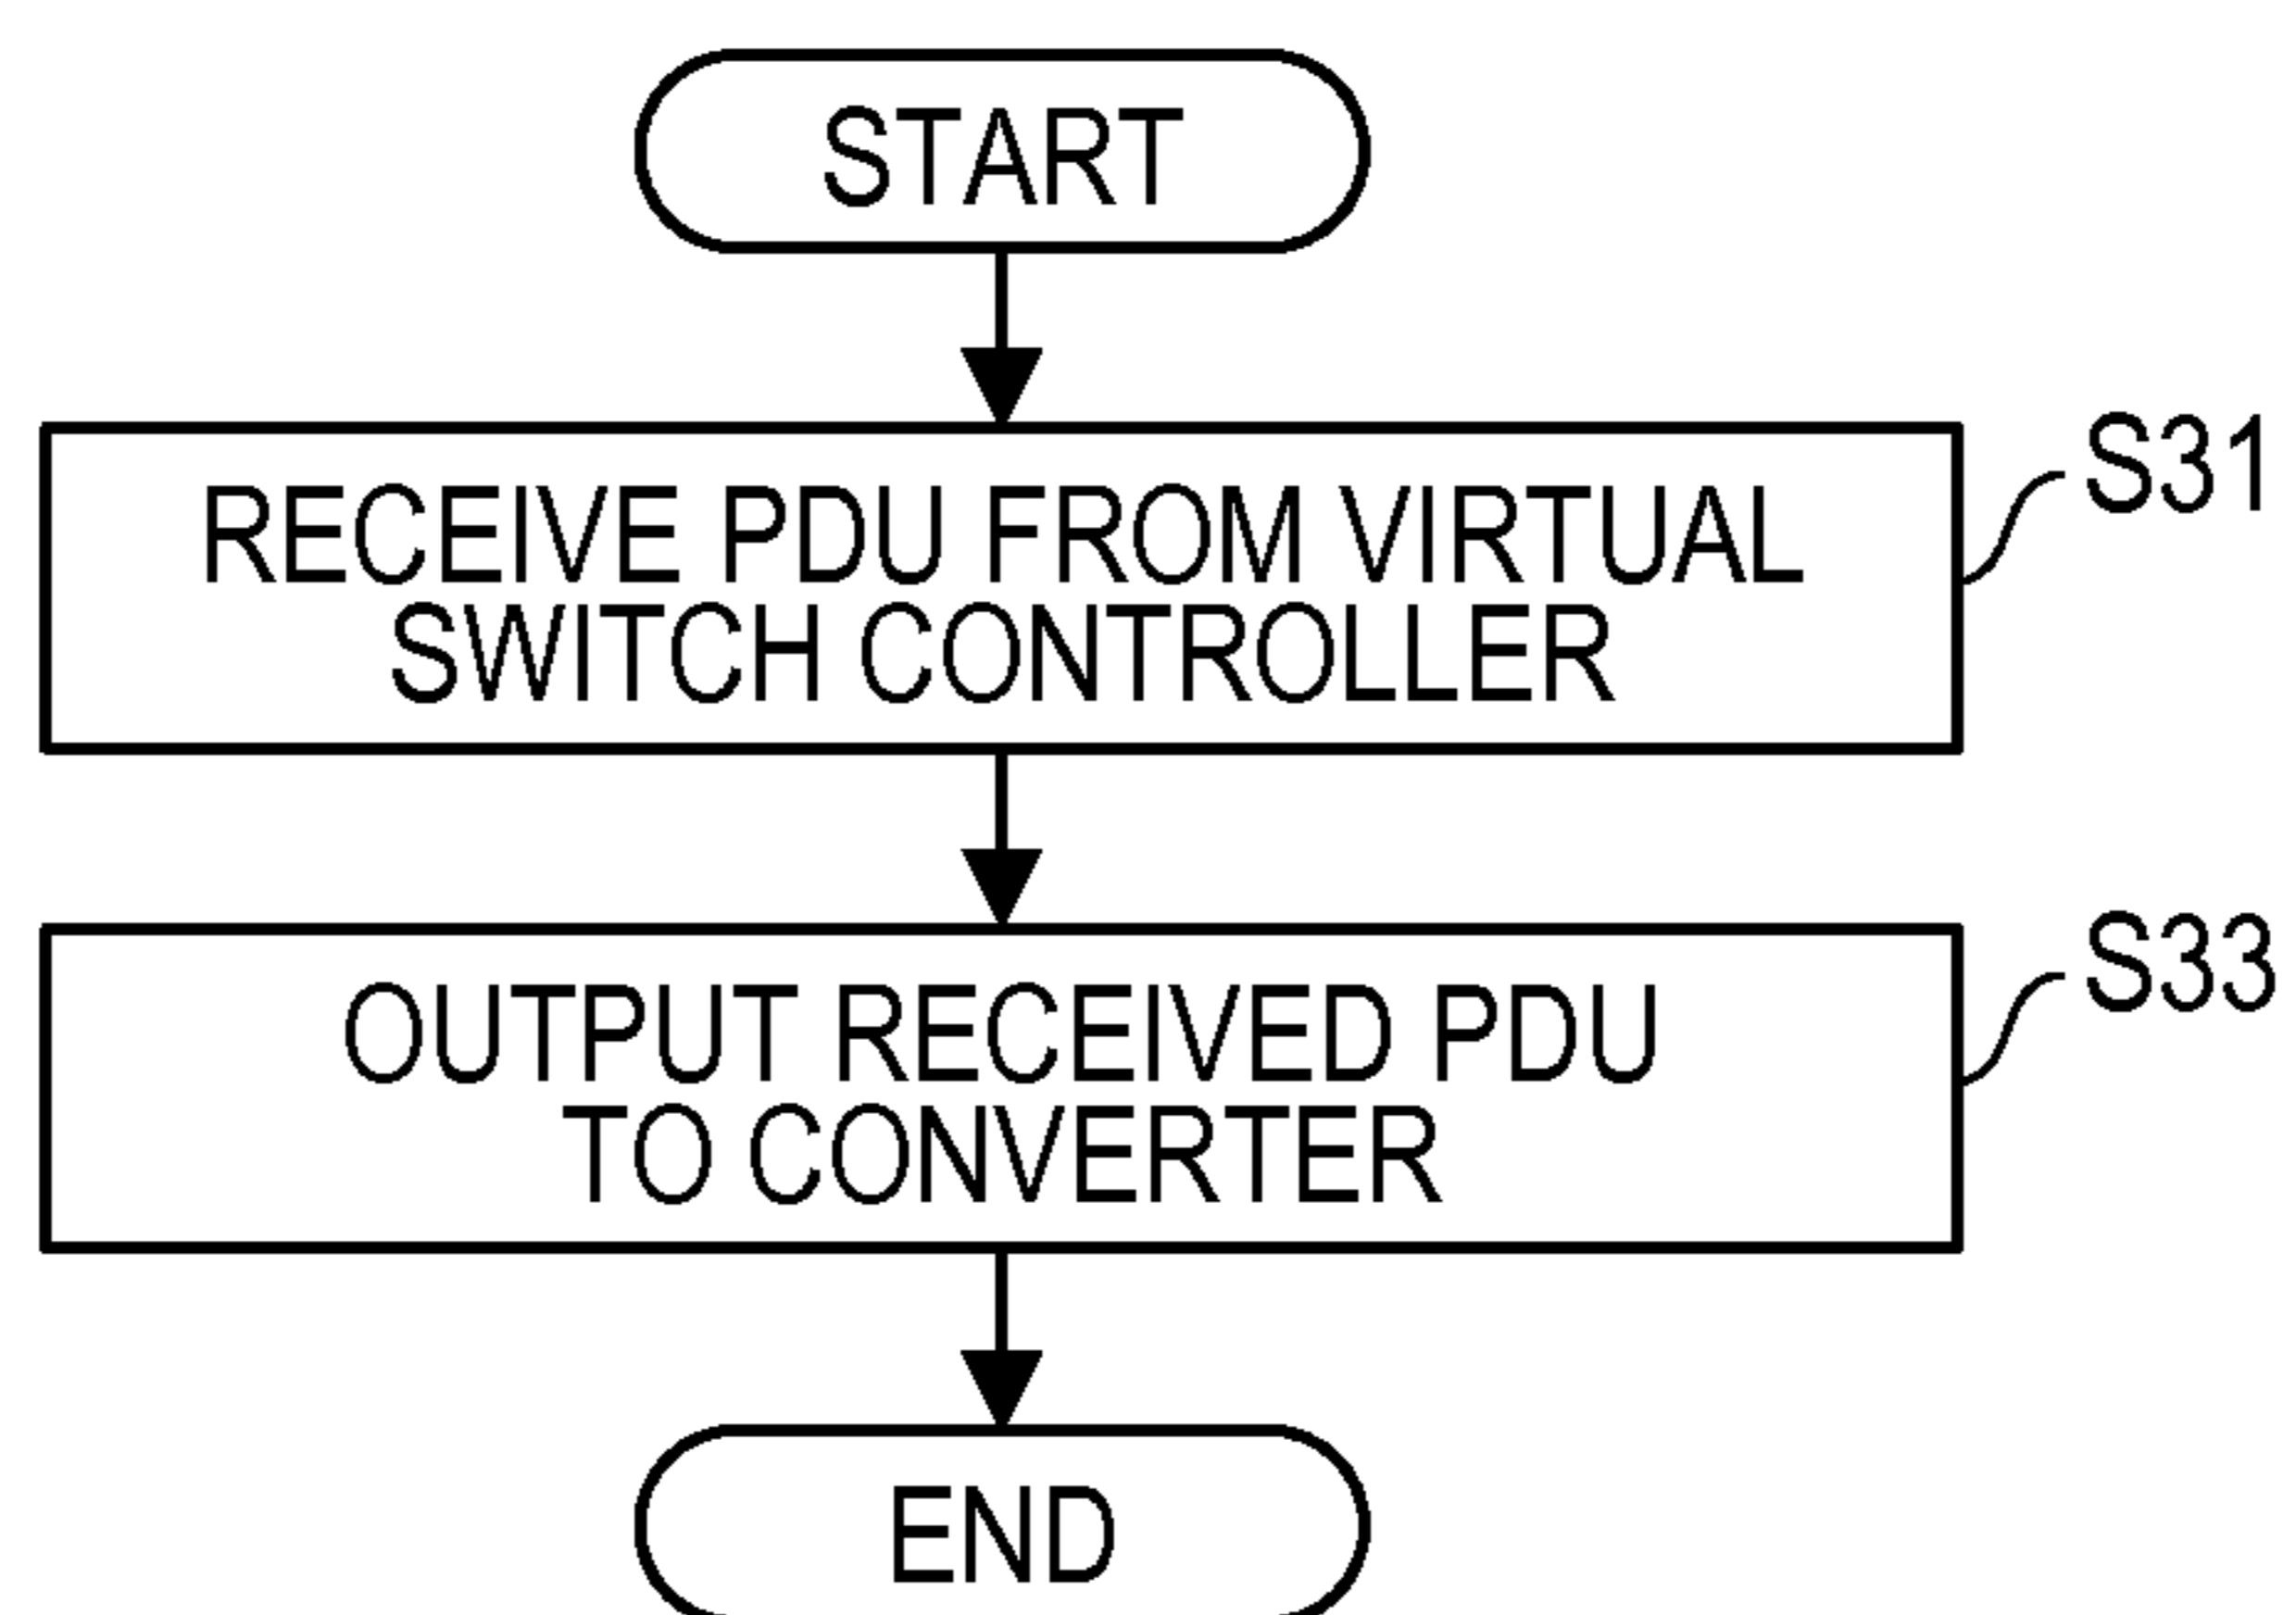 START
RECEIVE PDU FROM VIRTUAL
SWITCH CONTROLLER
S31
OUTPUT RECEIVED PDU
TO CONVERTER
S33
END